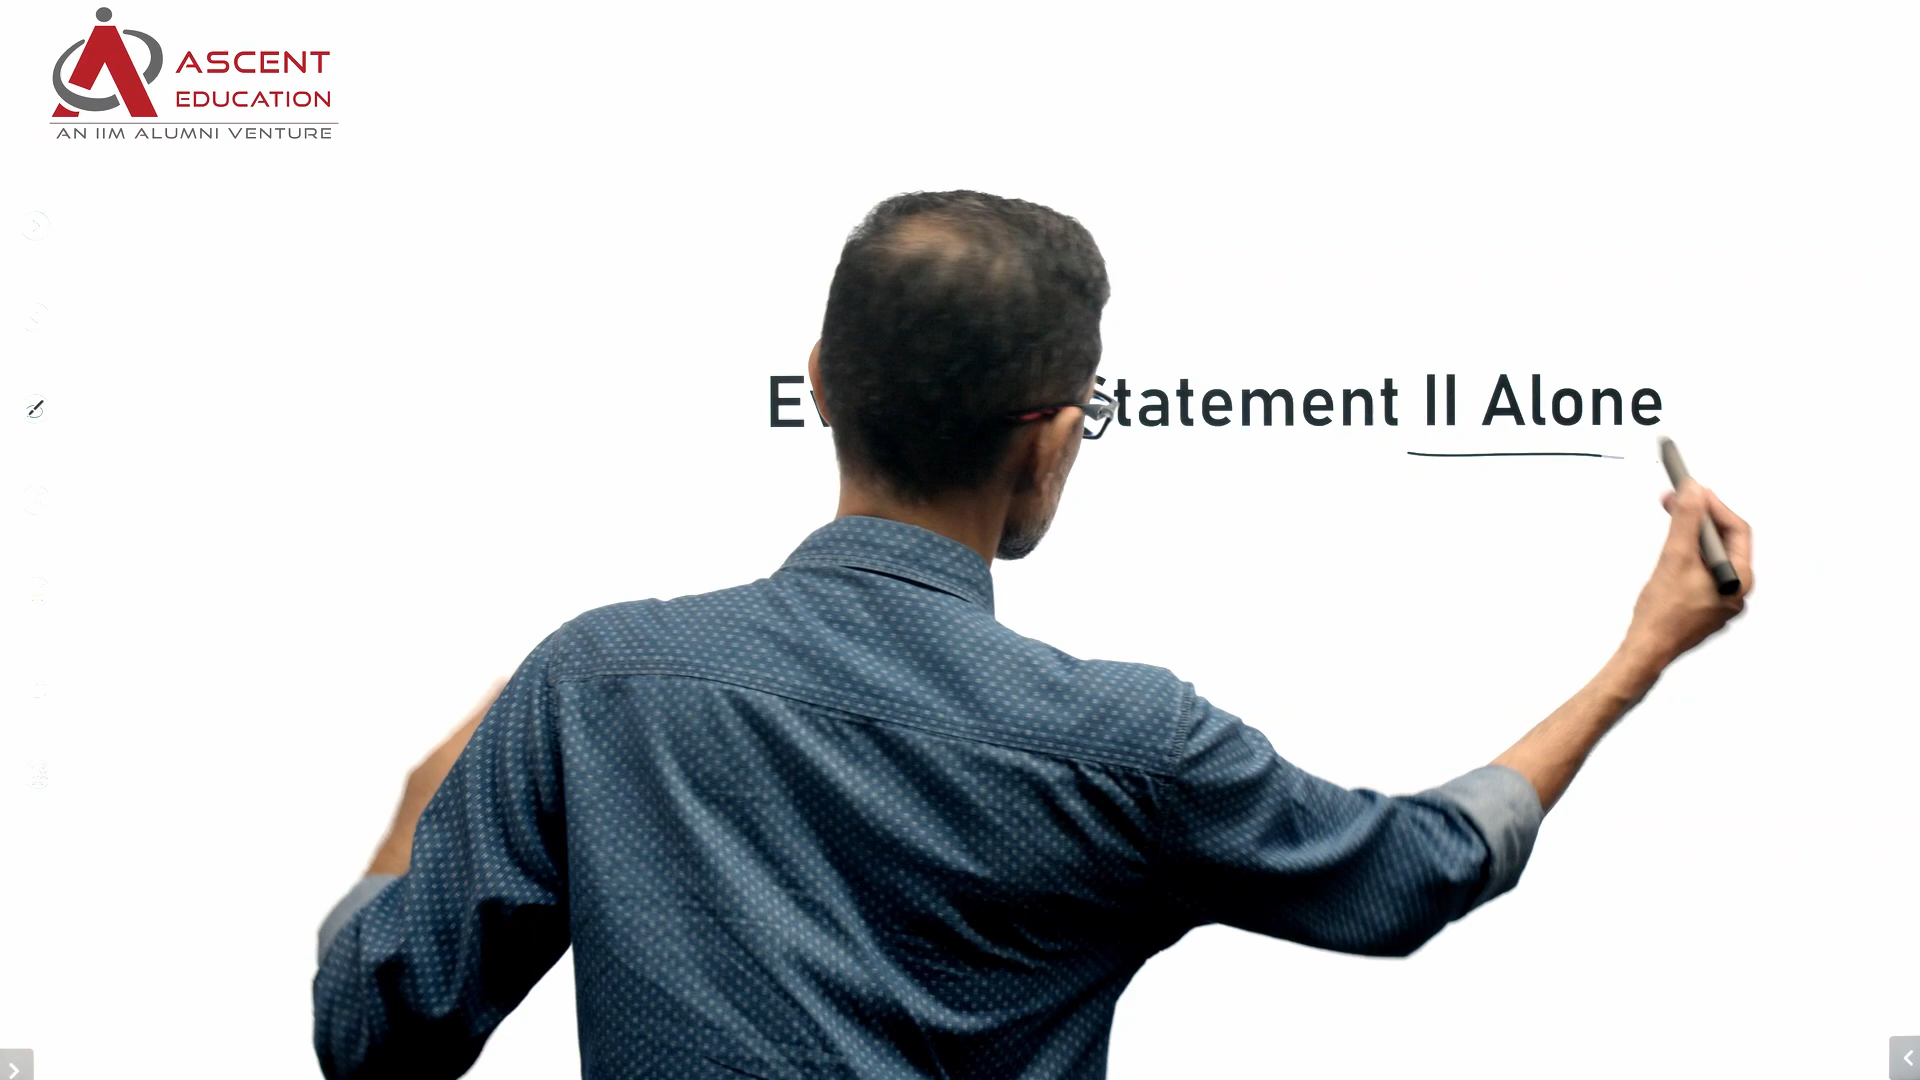 ASCENT
EDUCATION
AN IIM ALUMNI VENTURE
Statement II Alone